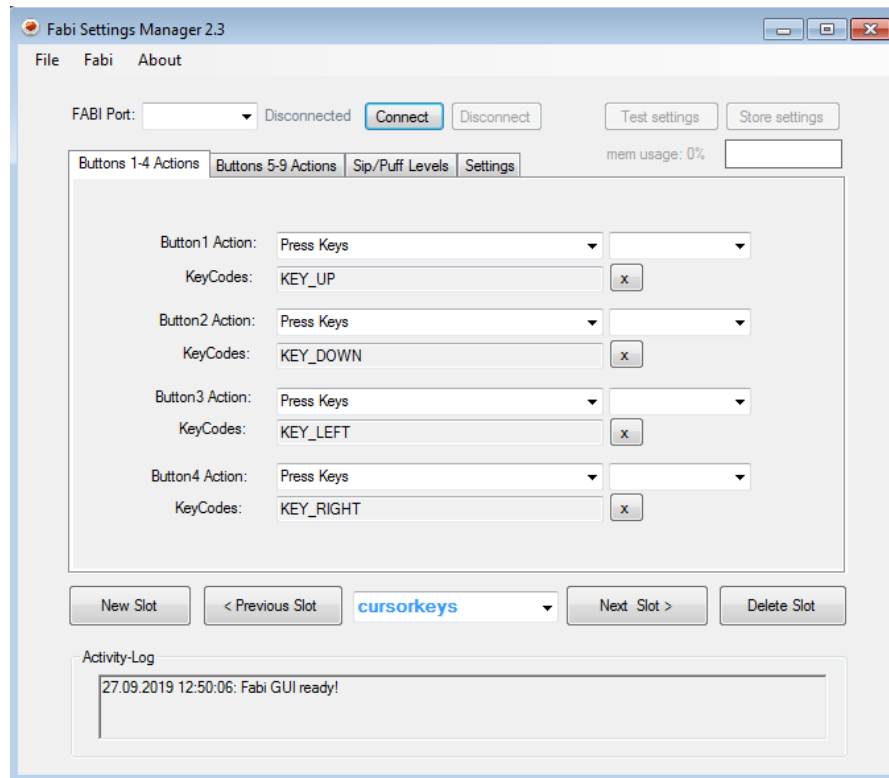 Fabi Settings Manager 2.3
File Fabi About
FABI Port: Disconnected Connect Disconnect Test settings Store settings
mem usage: 0%
Buttons 1-4 Actions Buttons 5-9 Actions Sip/Puff Levels Settings
Button1 Action: Press Keys
KeyCodes: KEY_UP x
Button2 Action: Press Keys
KeyCodes: KEY_DOWN x
Button3 Action: Press Keys
KeyCodes: KEY_LEFT x
Button4 Action: Press Keys
KeyCodes: KEY_RIGHT x
New Slot < Previous Slot cursorkeys Next Slot > Delete Slot
Activity-Log
27.09.2019 12:50:06: Fabi GUI ready!